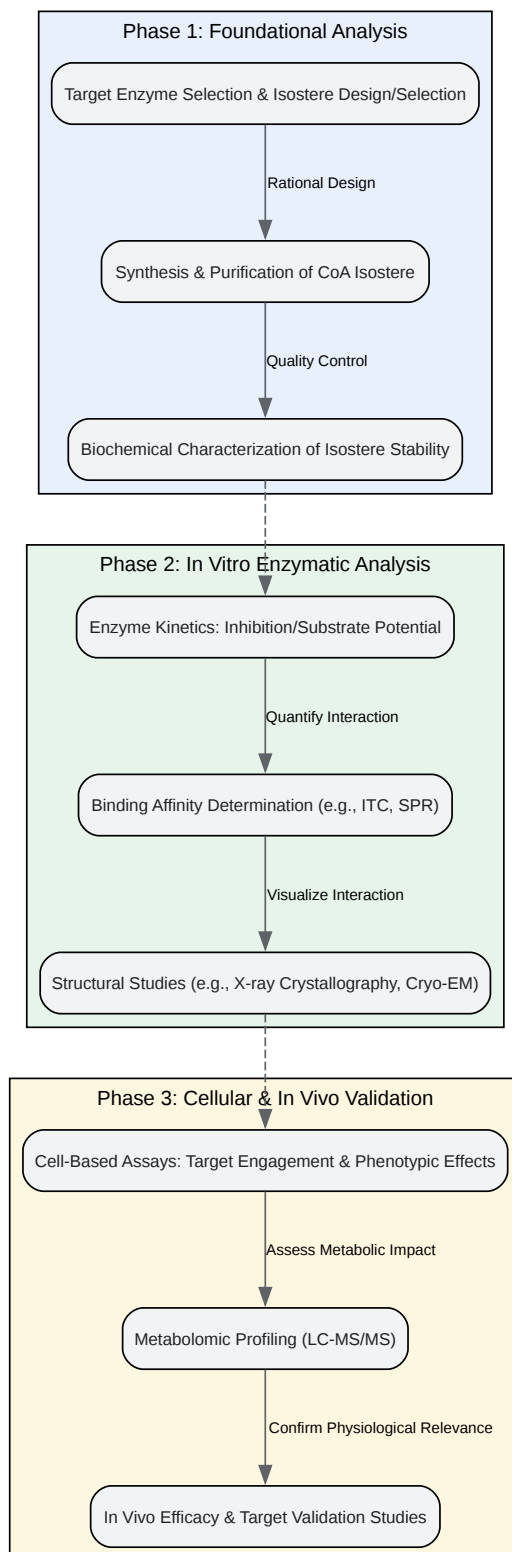 Phase 1: Foundational Analysis
Target Enzyme Selection & Isostere Design/Selection
Rational Design
Synthesis & Purification of CoA Isostere
Quality Control
Biochemical Characterization of Isostere Stability
Phase 2: In Vitro Enzymatic Analysis
Enzyme Kinetics: Inhibition/Substrate Potential
Quantify Interaction
Binding Affinity Determination (e.g., ITC, SPR)
Visualize Interaction
Structural Studies (e.g., X-ray Crystallography, Cryo-EM)
Phase 3: Cellular & In Vivo Validation
Cell-Based Assays: Target Engagement & Phenotypic Effects
Assess Metabolic Impact
Metabolomic Profiling (LC-MS/MS)
Confirm Physiological Relevance
In Vivo Efficacy & Target Validation Studies